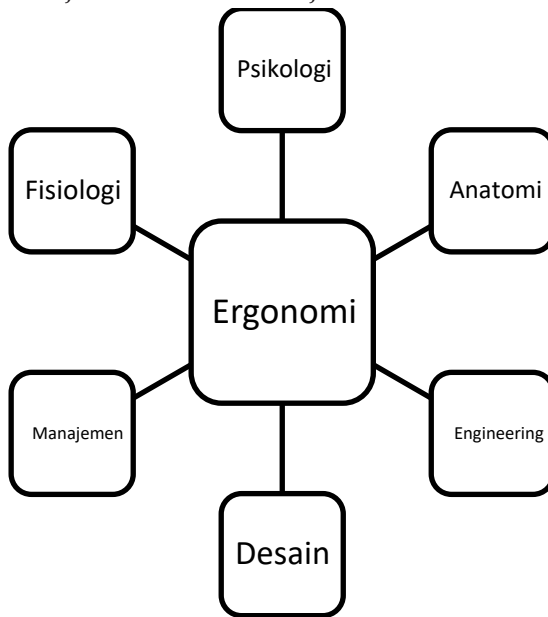 Psikologi
Fisiologi
Anatomi
Ergonomi
Manajemen
Engineering
Desain